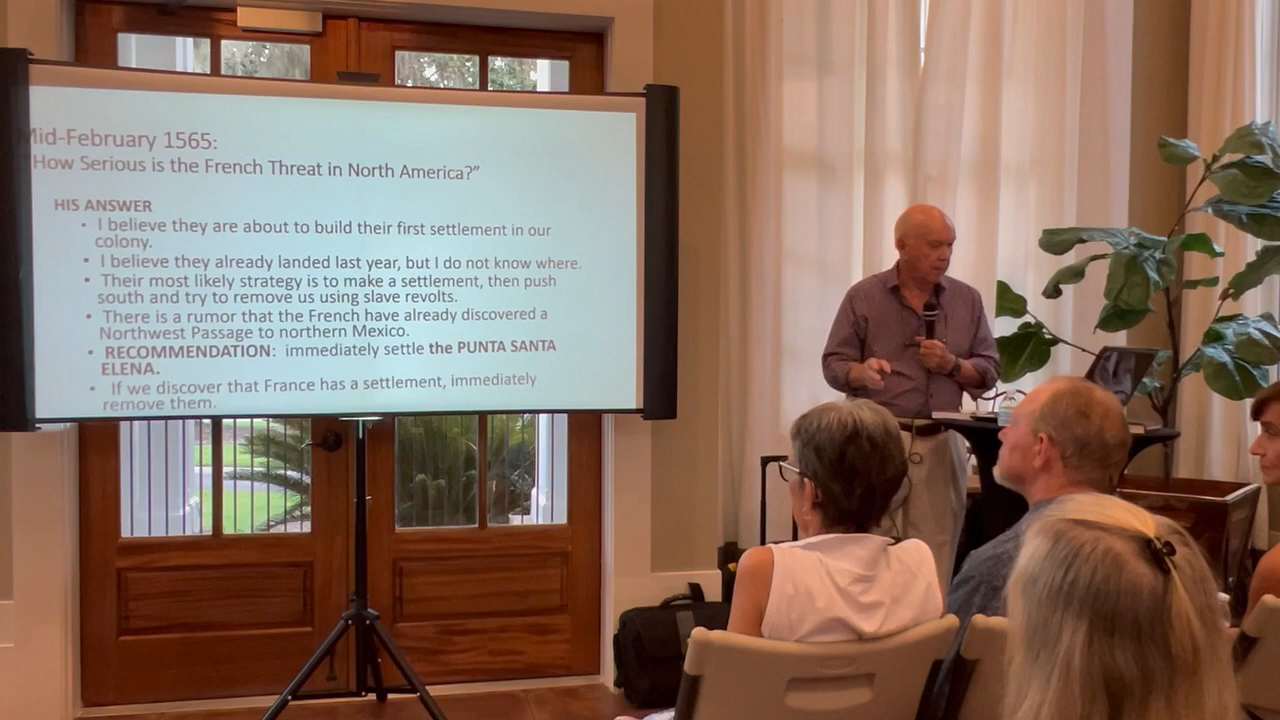 Mid-February 1565:
How Serious is the French Threat in North America?”
HIS ANSWER
• I believe they are about to build their first settlement in our
colony.
• I believe they already landed last year, but I do not know where.
• Their most likely strategy is to make a settlement, then push
south and try to remove us using slave revolts.
• There is a rumor that the French have already discovered a
Northwest Passage to northern Mexico.
• RECOMMENDATION: immediately settle the PUNTA SANTA
ELENA.
• If we discover that France has a settlement, immediately
remove them.